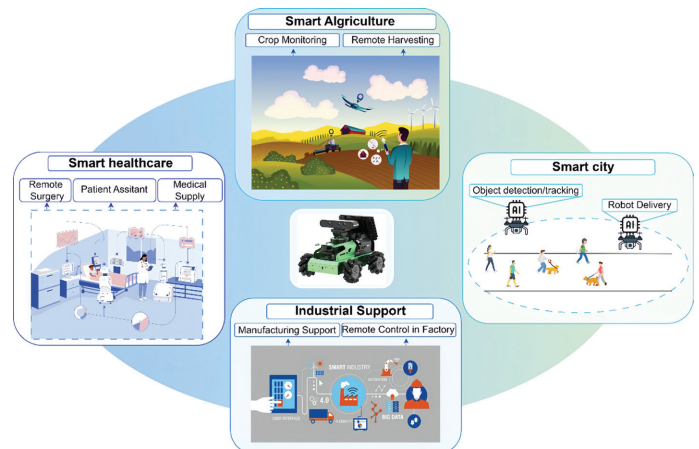 Smart Algriculture
Crop Monitoring
Remote Harvesting
Smart healthcare
Remote
Surgery
Patient Assitant
Medical
Supply
Smart city
Object detection/tracking
AI
Robot Delivery
AI
Industrial Support
Manufacturing Support
Remote Control in Factory
SMART INDUSTRY
4.0
BIG DATA